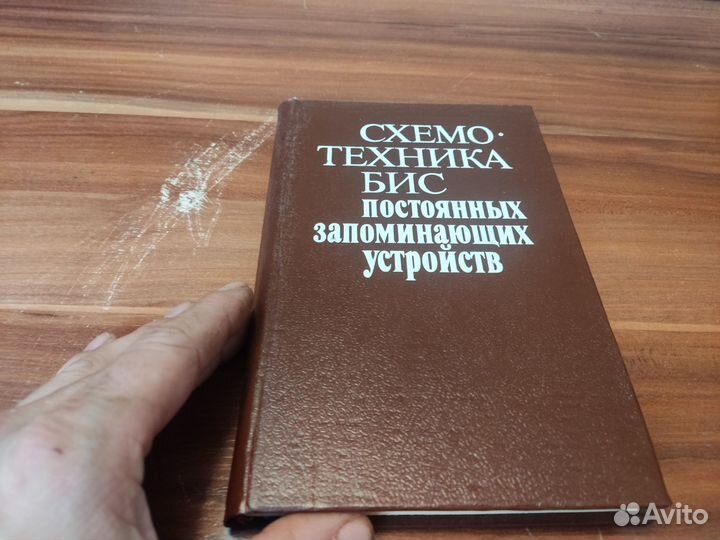 СХЕМО·
ТЕХНИКА
БИС
постоянных
запоминающих
устройств
Avito